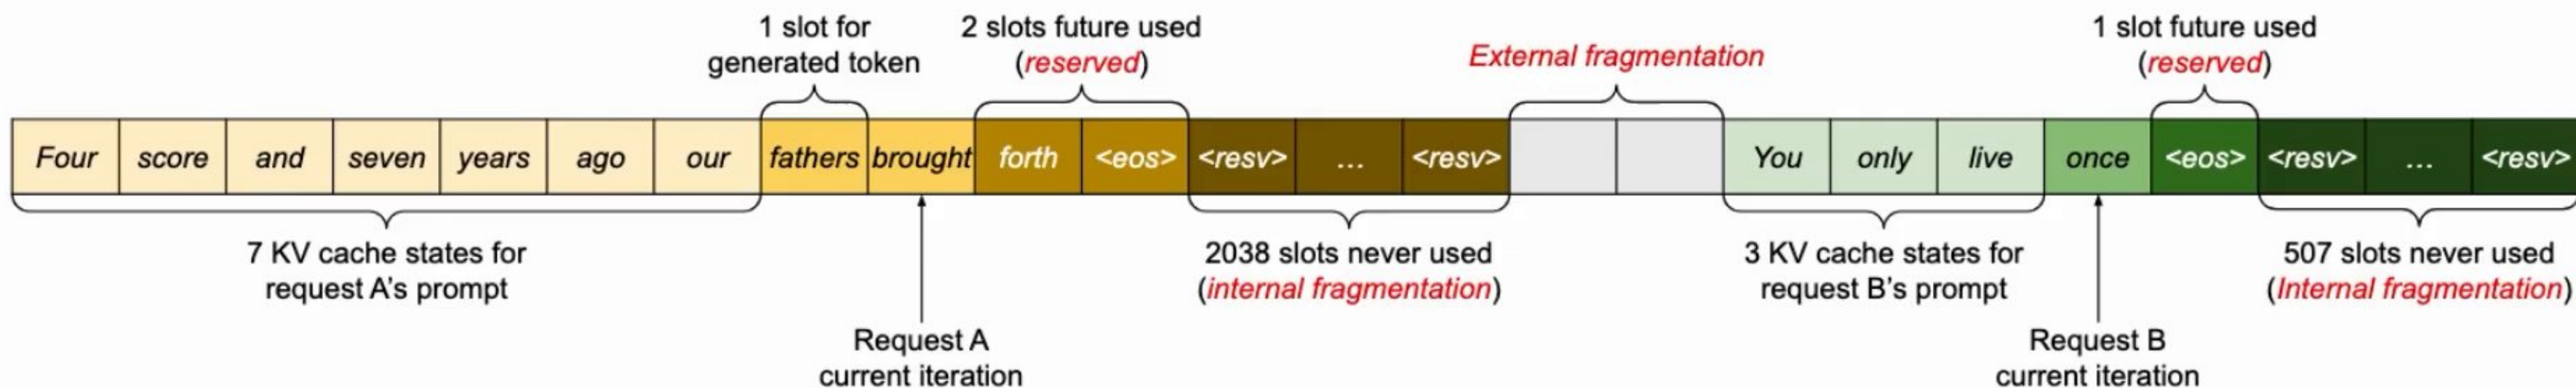 1 slot for
generated token
2 slots future used
(reserved)
External fragmentation
1 slot future used
(reserved)
Four score and seven years ago our fathers brought forth <eos> <resv> ... <resv> You only live once <eos> <resv> ... <resv>
7 KV cache states for
request A's prompt
2038 slots never used
(internal fragmentation)
3 KV cache states for
request B's prompt
507 slots never used
(Internal fragmentation)
Request A
current iteration
Request B
current iteration